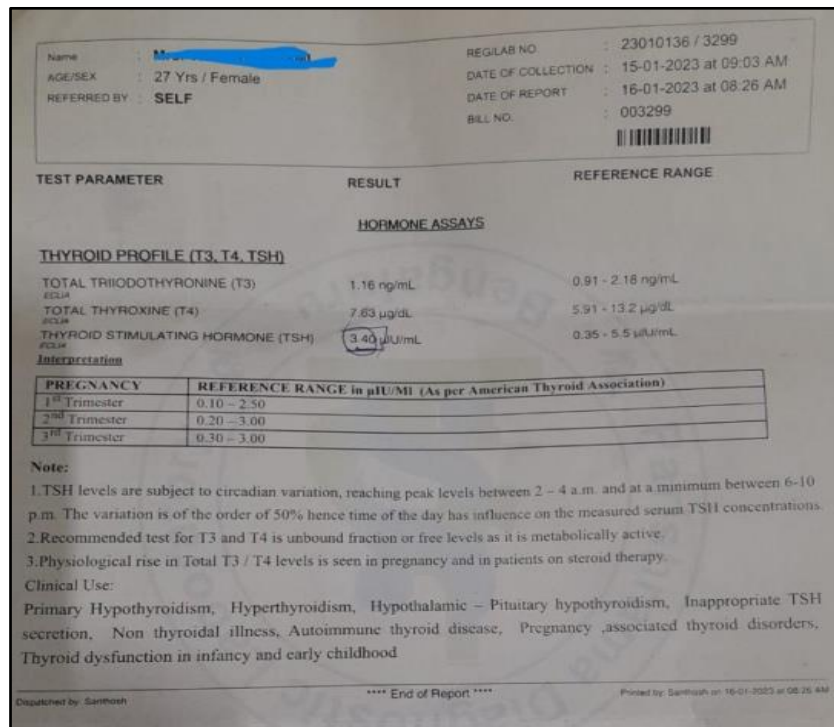 Name :
REG/LAB NO. : 23010136 / 3299
AGE/SEX : 27 Yrs / Female
DATE OF COLLECTION : 15-01-2023 at 09:03 AM
REFERRED BY : SELF
DATE OF REPORT : 16-01-2023 at 08:26 AM
BILL NO. : 003299
TEST PARAMETER RESULT REFERENCE RANGE
HORMONE ASSAYS
THYROID PROFILE (T3, T4, TSH)
TOTAL TRIIODOTHYRONINE (T3) 1.16 ng/mL 0.91 - 2.18 ng/mL
ECLIA
TOTAL THYROXINE (T4) 7.63 µg/dL 5.91 - 13.2 µg/dL
ECLIA
THYROID STIMULATING HORMONE (TSH) 3.40 µIU/mL 0.35 - 5.5 µIU/mL
ECLIA
Interpretation
PREGNANCY REFERENCE RANGE in µIU/Ml (As per American Thyroid Association)
1st Trimester 0.10 – 2.50
2nd Trimester 0.20 – 3.00
3rd Trimester 0.30 – 3.00
Note:
1.TSH levels are subject to circadian variation, reaching peak levels between 2 – 4 a.m. and at a minimum between 6-10
p.m. The variation is of the order of 50% hence time of the day has influence on the measured serum TSH concentrations.
2.Recommended test for T3 and T4 is unbound fraction or free levels as it is metabolically active.
3.Physiological rise in Total T3 / T4 levels is seen in pregnancy and in patients on steroid therapy.
Clinical Use:
Primary Hypothyroidism, Hyperthyroidism, Hypothalamic – Pituitary hypothyroidism, Inappropriate TSH
secretion, Non thyroidal illness, Autoimmune thyroid disease, Pregnancy ,associated thyroid disorders,
Thyroid dysfunction in infancy and early childhood
Dispatched by: Santhosh **** End of Report **** Printed by: Santhosh on 16-01-2023 at 08:26 AM